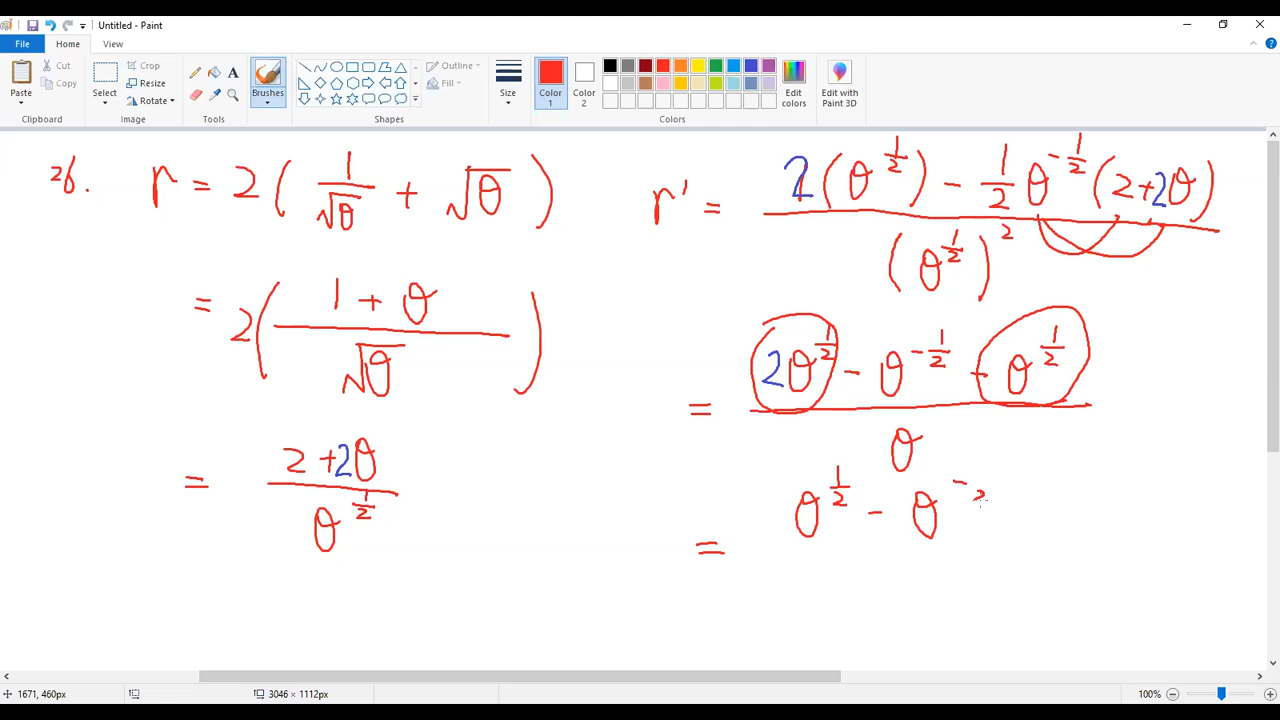 Untitled - Paint
File Home View
Paste Cut Copy Clipboard
Select Crop Resize Rotate Image
Tools
Brushes
Shapes Outline Fill
Size
Color 1 Color 2 Edit colors Colors
Edit with Paint 3D
26. r = 2( 1/√θ + √θ )
= 2( (1 + θ)/√θ )
= (2 + 2θ)/θ^(1/2)
r' = (2(θ^(1/2)) - 1/2 θ^(-1/2) (2+2θ))/(θ^(1/2))^2
= (2θ^(1/2) - θ^(-1/2) - θ^(1/2))/θ
= θ^(1/2) - θ^-
1671, 460px 3046 × 1112px 100%